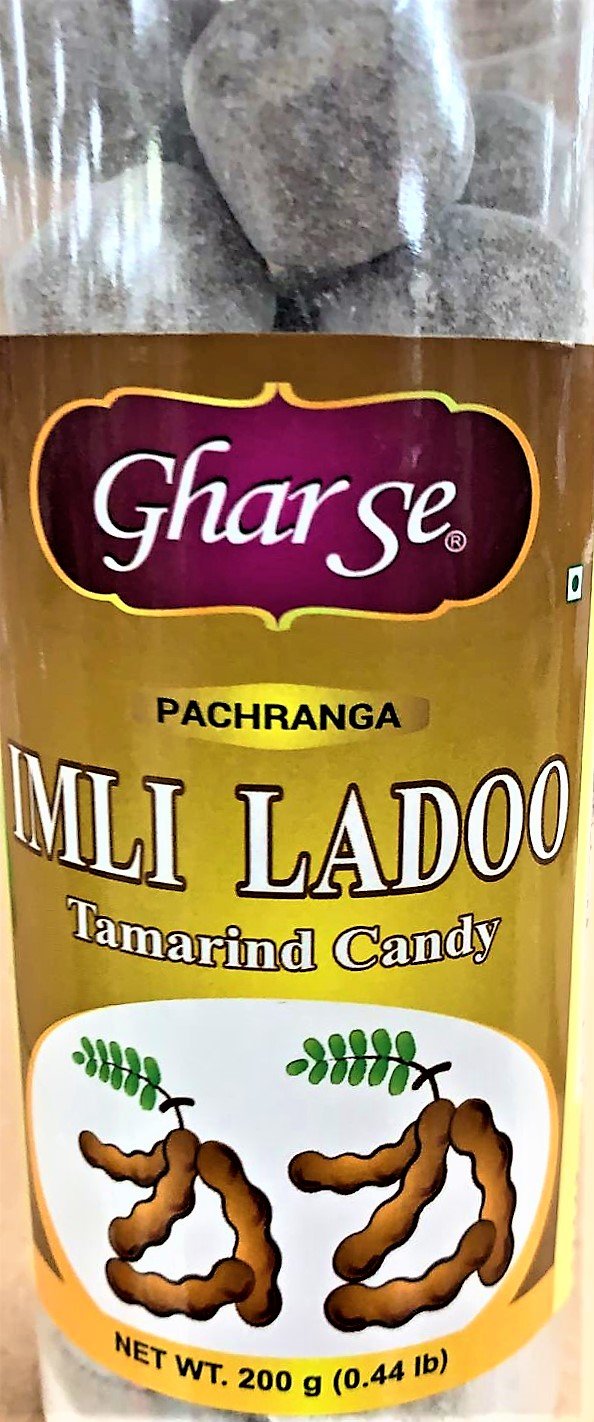 Ghar Se®
PACHRANGA
IMLI LADOO
Tamarind Candy
NET WT. 200 g (0.44 lb)